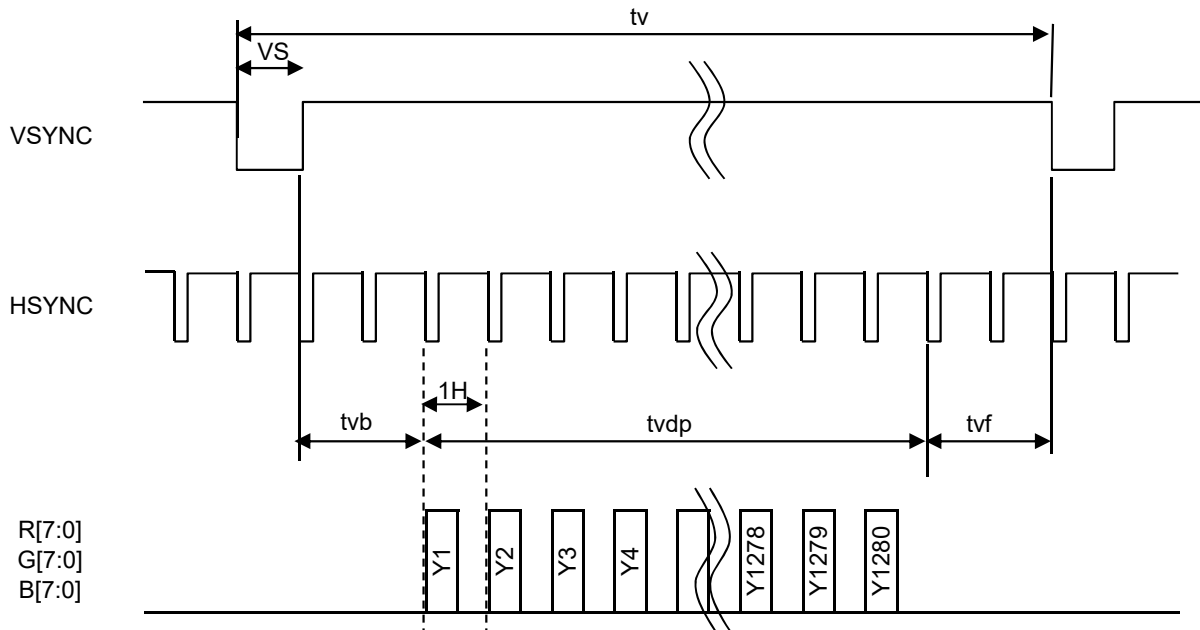 tv
VS
VSYNC
HSYNC
1H
tvb
tvdp
tvf
R[7:0]
G[7:0]
B[7:0]
Y1
Y2
Y3
Y4
Y1278
Y1279
Y1280